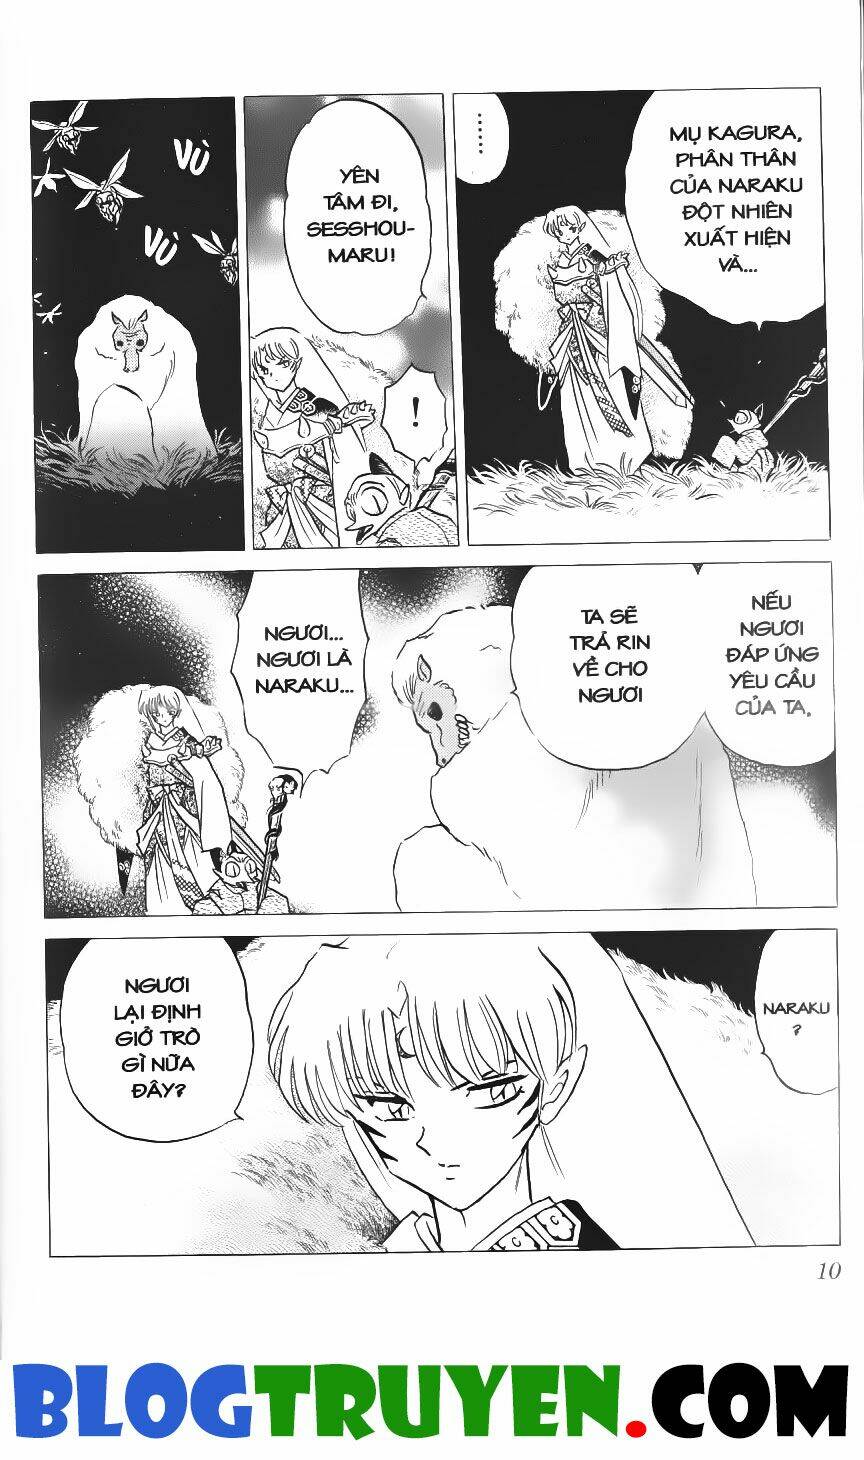 MỤ KAGURA,
PHÂN THÂN
CỦA NARAKU
ĐỘT NHIÊN
XUẤT HIỆN
VÀ...
.......
YÊN
TÂM ĐI,
SESSHOU-
MARU!
!
VÙ
VÙ
NẾU
NGƯƠI
ĐÁP ỨNG
YÊU CẦU
CỦA TA,
TA SẼ
TRẢ RIN
VỀ CHO
NGƯƠI
NGƯƠI...
NGƯƠI LÀ
NARAKU...
NARAKU
?
NGƯƠI
LẠI ĐỊNH
GIỞ TRÒ
GÌ NỮA
ĐÂY?
10
BLOGTRUYEN.COM